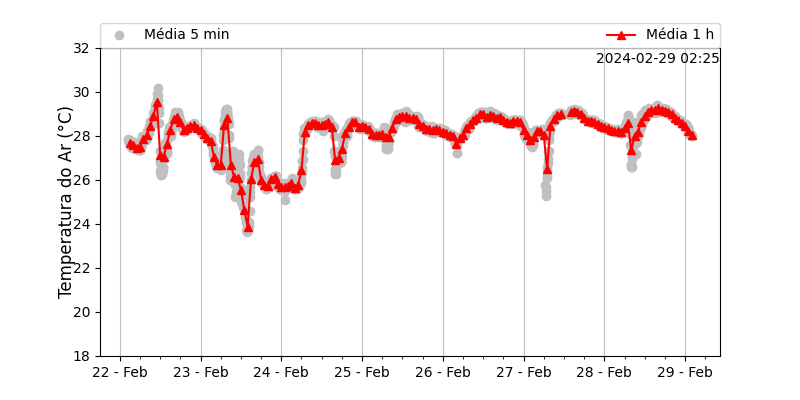 Média 5 min
Média 1 h
2024-02-29 02:25
Temperatura do Ar (°C)
32
30
28
26
24
22
20
18
22 - Feb
23 - Feb
24 - Feb
25 - Feb
26 - Feb
27 - Feb
28 - Feb
29 - Feb